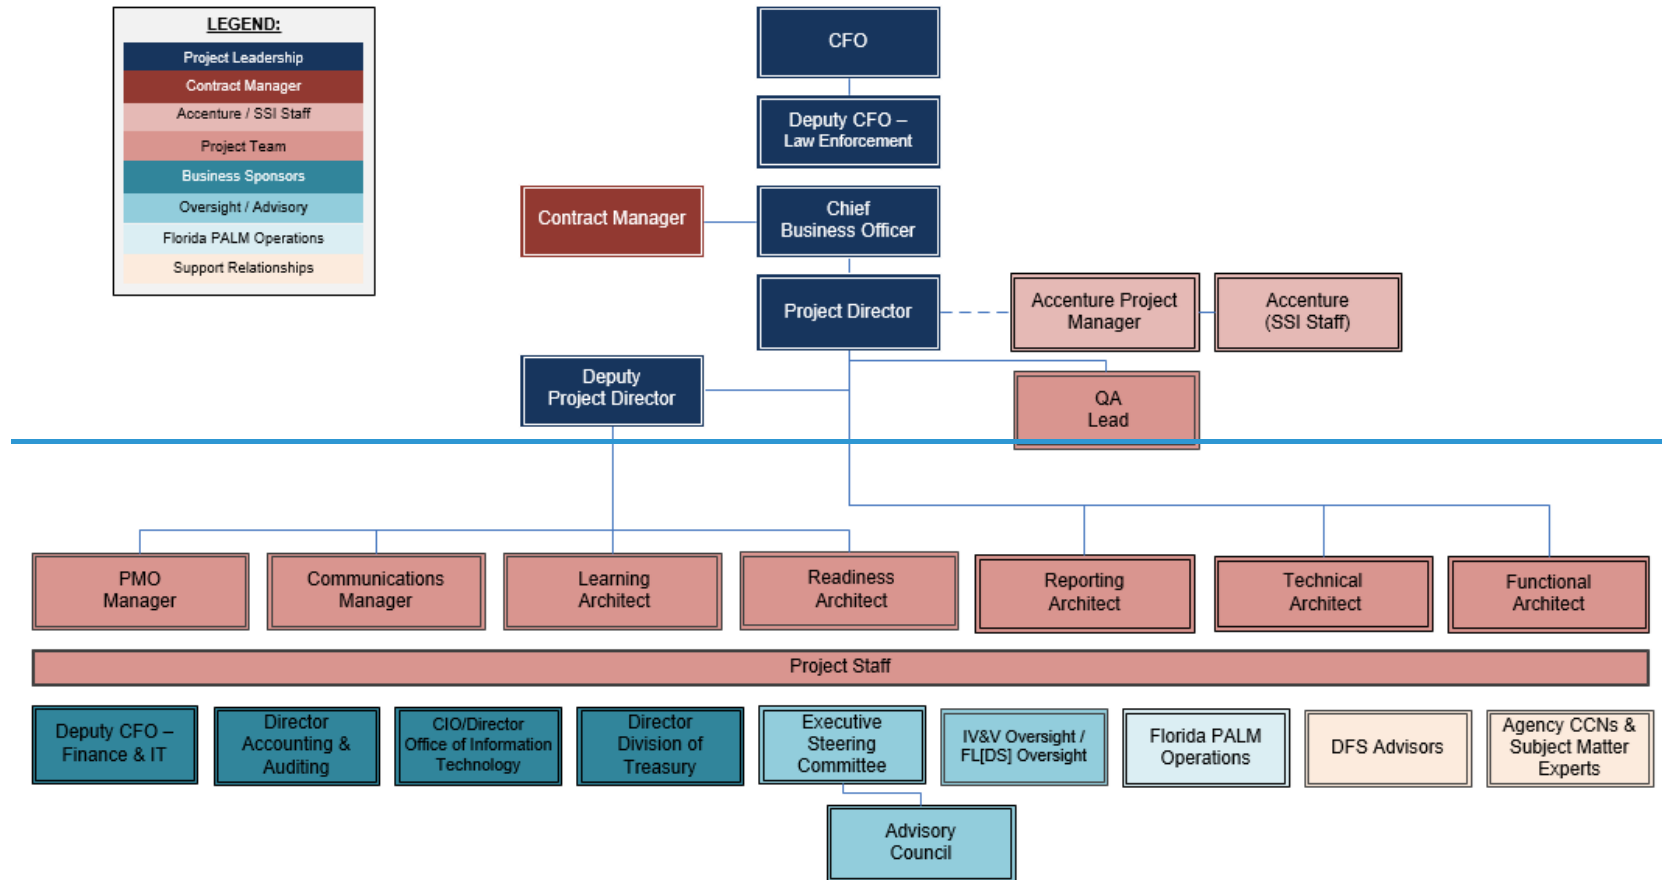 LEGEND:
Project Leadership
Contract Manager
Accenture / SSI Staff
Project Team
Business Sponsors
Oversight / Advisory
Florida PALM Operations
Support Relationships
CFO
Deputy CFO –
Law Enforcement
Contract Manager
Chief
Business Officer
Project Director
Accenture Project
Manager
Accenture
(SSI Staff)
Deputy
Project Director
QA
Lead
PMO
Manager
Communications
Manager
Learning
Architect
Readiness
Architect
Reporting
Architect
Technical
Architect
Functional
Architect
Project Staff
Deputy CFO –
Finance & IT
Director
Accounting &
Auditing
CIO/Director
Office of Information
Technology
Director
Division of
Treasury
Executive
Steering
Committee
IV&V Oversight /
FL[DS] Oversight
Florida PALM
Operations
DFS Advisors
Agency CCNs &
Subject Matter
Experts
Advisory
Council